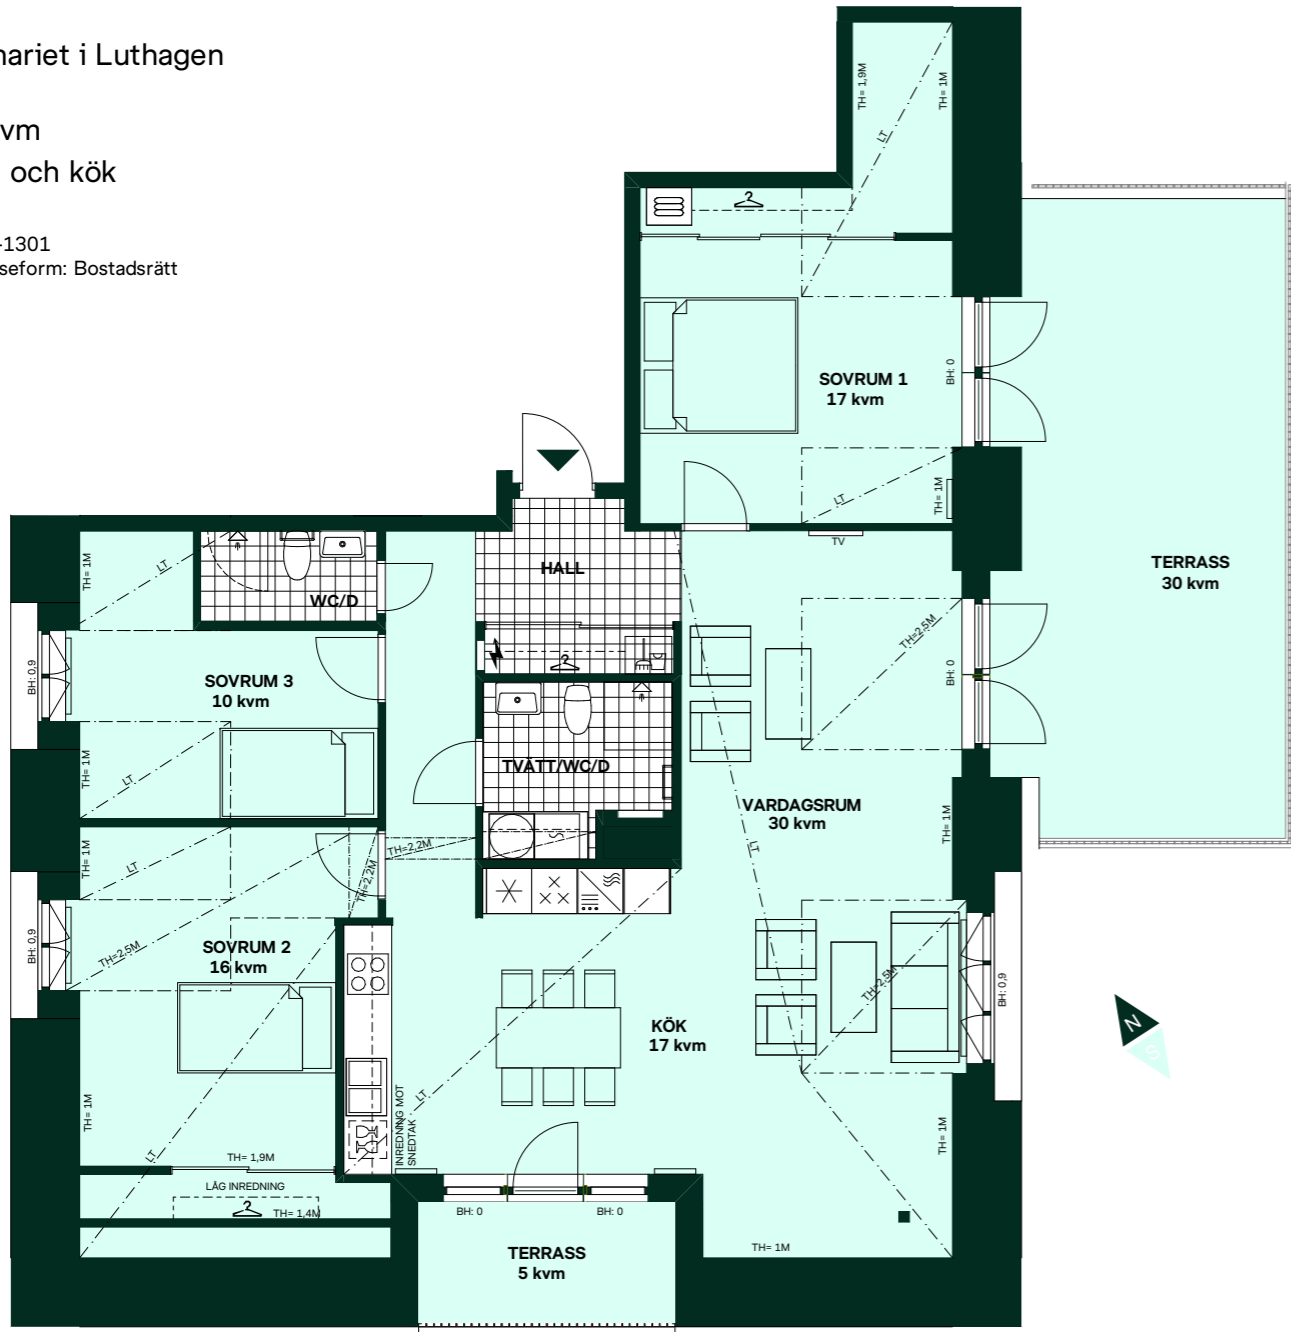 nariet i Luthagen
vm
och kök
-1301
seform: Bostadsrätt
TH= 1,9M
TH= 1M
LT
SOVRUM 1
17 kvm
BH: 0
LT
TH= 1M
TV
TERRASS
30 kvm
HALL
WC/D
TH= 1M
LT
BH: 0,9
SOVRUM 3
10 kvm
TH= 1M
LT
TVÄTT/WC/D
TH=2,5M
BH: 0
VARDAGSRUM
30 kvm
LT
TH= 1M
TH= 1M
LT
TH=2,2M
TH=2,2M
BH: 0,9
TH=2,5M
SOVRUM 2
16 kvm
TH=2,5M
BH: 0,9
KÖK
17 kvm
N
S
LT
INREDNING MOT
SNEDTAK
TH= 1M
LT
TH= 1,9M
LÅG INREDNING
TH= 1,4M
TH= 1M
BH: 0
BH: 0
TERRASS
5 kvm
TH= 1M